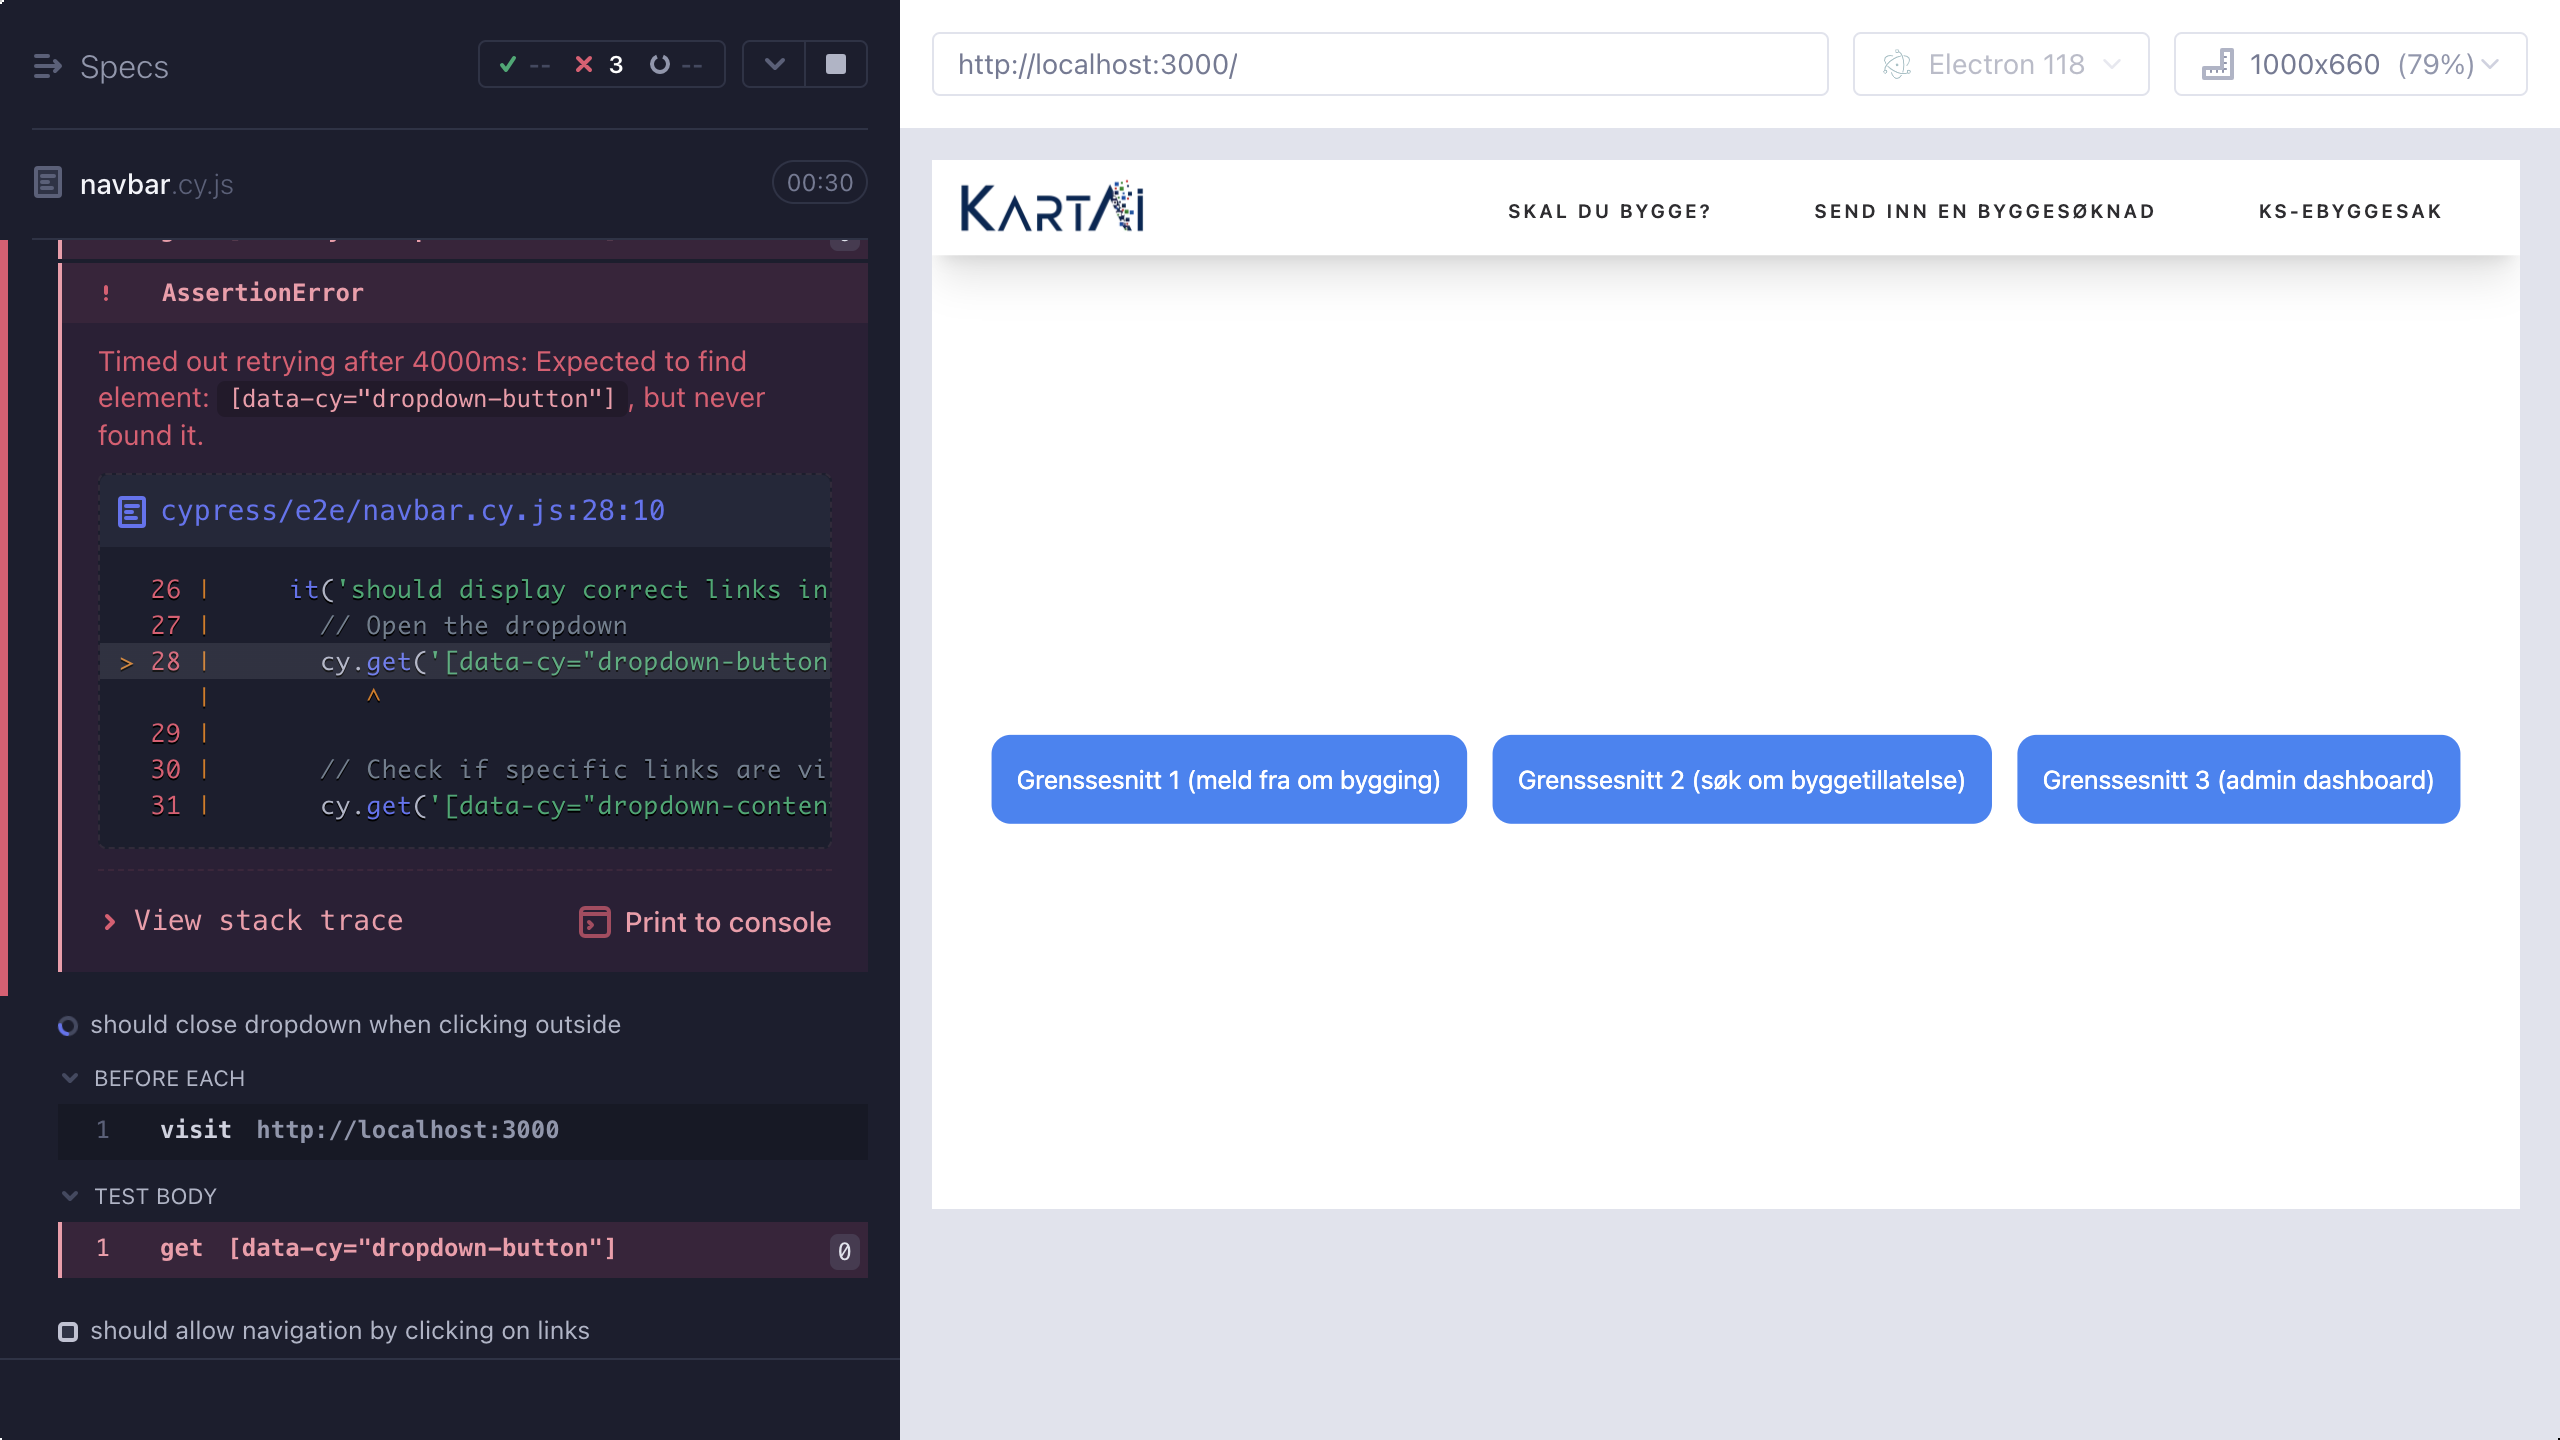 Specs
-- 3 --
navbar.cy.js
00:30
! AssertionError
Timed out retrying after 4000ms: Expected to find
element: [data-cy="dropdown-button"], but never
found it.
cypress/e2e/navbar.cy.js:28:10
26 | it('should display correct links in
27 | // Open the dropdown
> 28 | cy.get('[data-cy="dropdown-button
| ^
29 |
30 | // Check if specific links are vi
31 | cy.get('[data-cy="dropdown-conten
View stack trace
Print to console
should close dropdown when clicking outside
BEFORE EACH
1 visit http://localhost:3000
TEST BODY
1 get [data-cy="dropdown-button"] 0
should allow navigation by clicking on links
http://localhost:3000/
Electron 118
1000x660 (79%)
KARTAI
SKAL DU BYGGE?
SEND INN EN BYGGESØKNAD
KS-EBYGGESAK
Grenssesnitt 1 (meld fra om bygging)
Grenssesnitt 2 (søk om byggetillatelse)
Grenssesnitt 3 (admin dashboard)